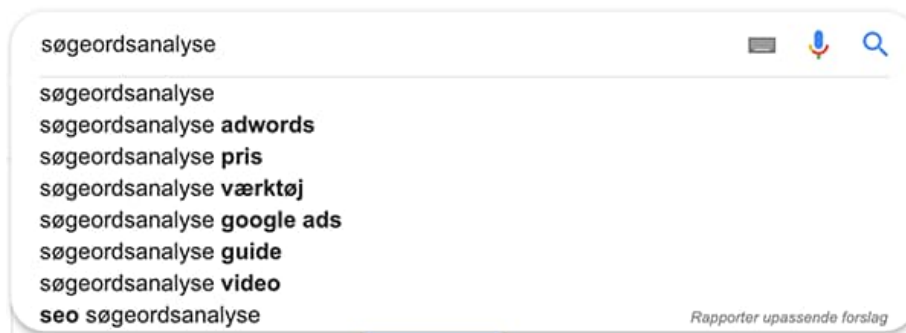 søgeordsanalyse
søgeordsanalyse
søgeordsanalyse adwords
søgeordsanalyse pris
søgeordsanalyse værktøj
søgeordsanalyse google ads
søgeordsanalyse guide
søgeordsanalyse video
seo søgeordsanalyse
Rapporter upassende forslag